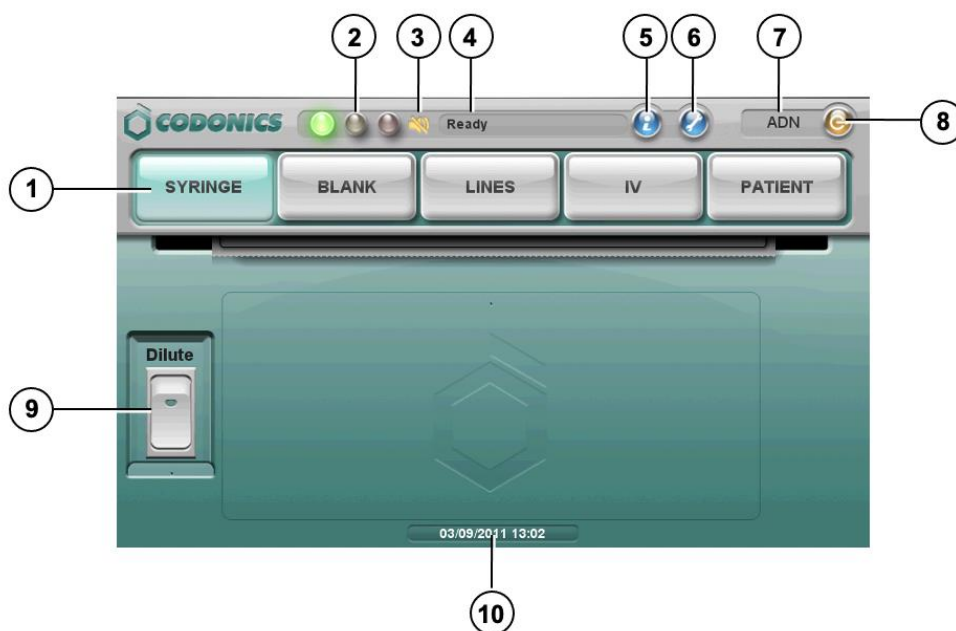 2 3 4 5 6 7
CODONICS Ready ADN 8
1 SYRINGE BLANK LINES IV PATIENT
Dilute
9
03/09/2011 13:02
10